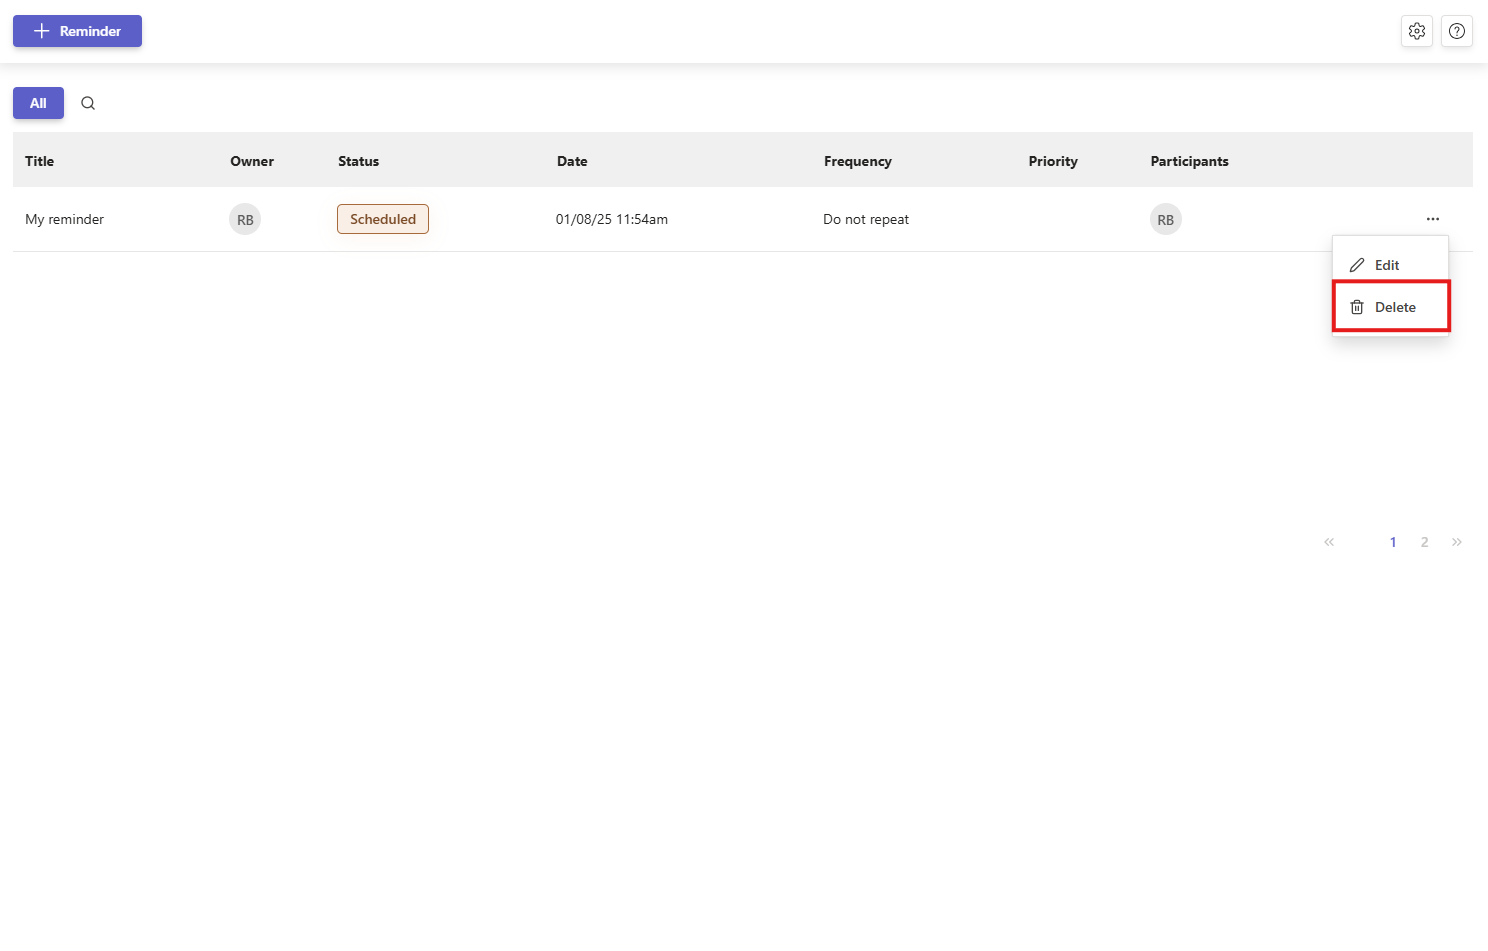 Reminder
All
Title Owner Status Date Frequency Priority Participants
My reminder RB Scheduled 01/08/25 11:54am Do not repeat RB ...
Edit
Delete
« 1 2 »